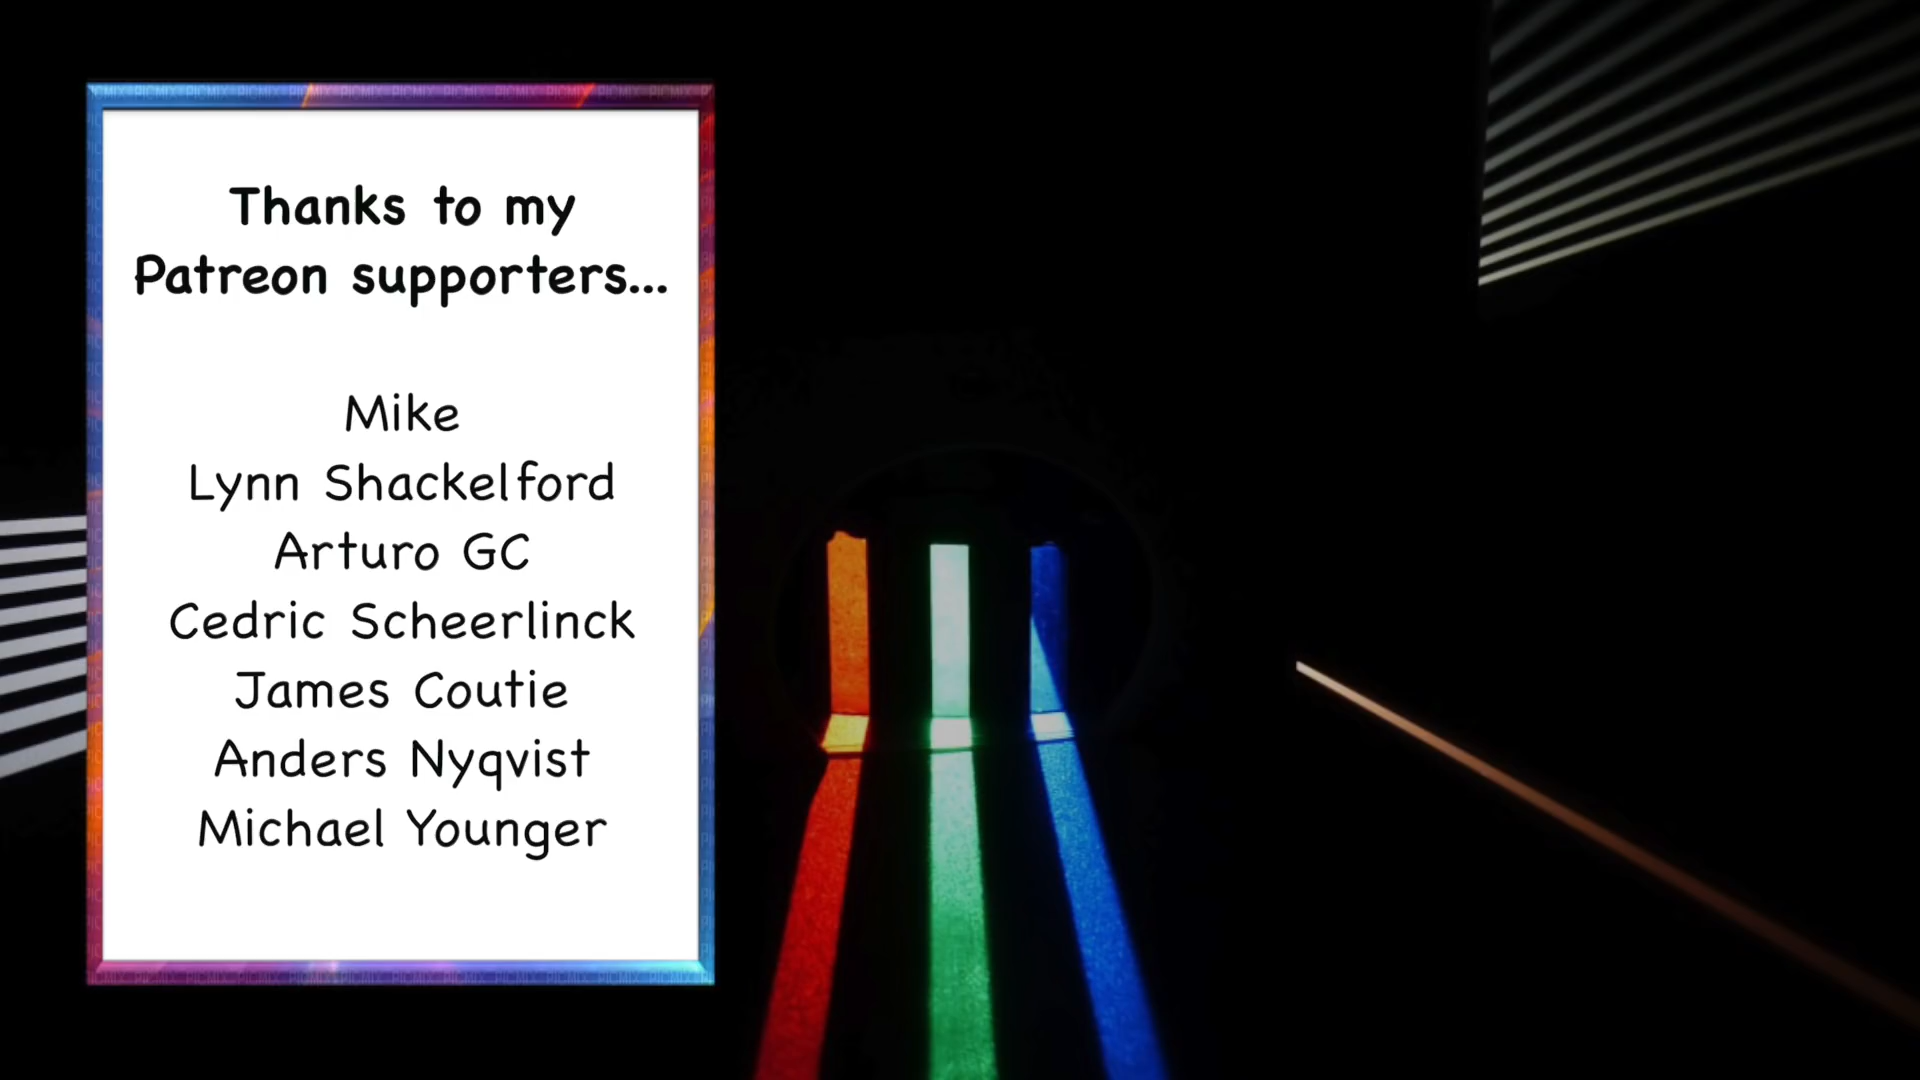 Thanks to my
Patreon supporters...
Mike
Lynn Shackelford
Arturo GC
Cedric Scheerlinck
James Coutie
Anders Nyqvist
Michael Younger